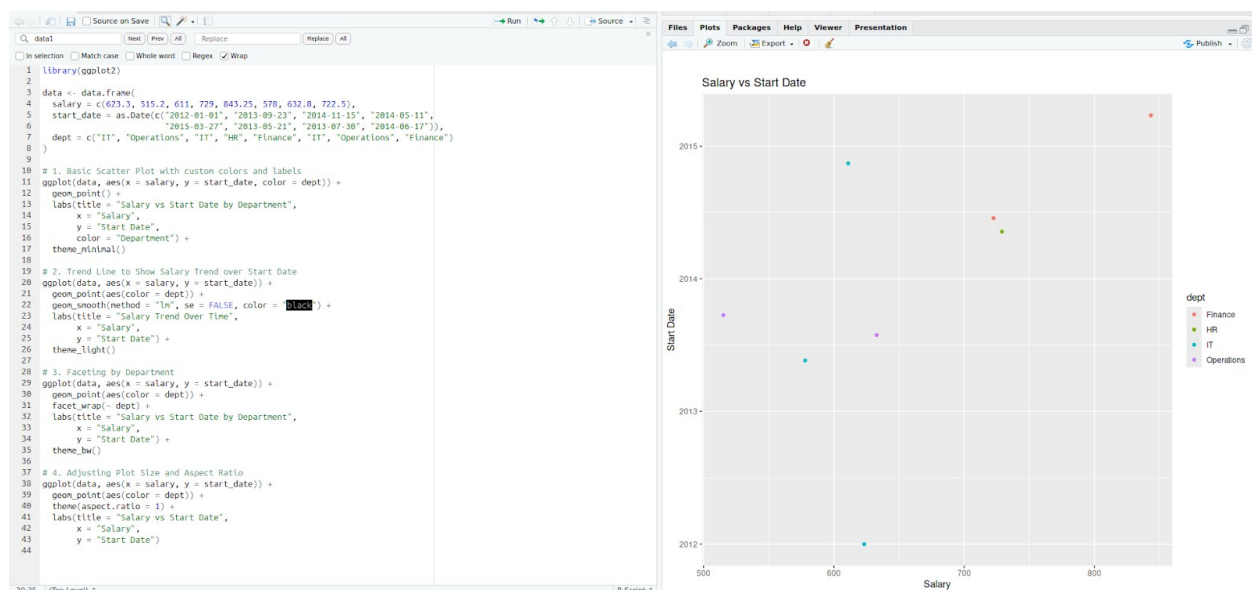 Source on Save
Run
Source
data1
Next
Prev
All
Replace
Replace
All
In selection
Match case
Whole word
Regex
Wrap
1 library(ggplot2)
2
3 data <- data.frame(
4   salary = c(623.3, 515.2, 611, 729, 843.25, 578, 632.8, 722.5),
5   start_date = as.Date(c("2012-01-01", "2013-09-23", "2014-11-15", "2014-05-11",
6                          "2015-03-27", "2013-05-21", "2013-07-30", "2014-06-17")),
7   dept = c("IT", "Operations", "IT", "HR", "Finance", "IT", "Operations", "Finance")
8 )
9
10 # 1. Basic Scatter Plot with custom colors and labels
11 ggplot(data, aes(x = salary, y = start_date, color = dept)) +
12   geom_point() +
13   labs(title = "Salary vs Start Date by Department",
14        x = "Salary",
15        y = "Start Date",
16        color = "Department") +
17   theme_minimal()
18
19 # 2. Trend Line to Show Salary Trend over Start Date
20 ggplot(data, aes(x = salary, y = start_date)) +
21   geom_point(aes(color = dept)) +
22   geom_smooth(method = "lm", se = FALSE, color = "black") +
23   labs(title = "Salary Trend Over Time",
24        x = "Salary",
25        y = "Start Date") +
26   theme_light()
27
28 # 3. Faceting by Department
29 ggplot(data, aes(x = salary, y = start_date)) +
30   geom_point(aes(color = dept)) +
31   facet_wrap(~ dept) +
32   labs(title = "Salary vs Start Date by Department",
33        x = "Salary",
34        y = "Start Date") +
35   theme_bw()
36
37 # 4. Adjusting Plot Size and Aspect Ratio
38 ggplot(data, aes(x = salary, y = start_date)) +
39   geom_point(aes(color = dept)) +
40   theme(aspect.ratio = 1) +
41   labs(title = "Salary vs Start Date",
42        x = "Salary",
43        y = "Start Date")
44
Files Plots Packages Help Viewer Presentation
Zoom Export Publish
Salary vs Start Date
2015
2014
2013
2012
Start Date
500 600 700 800
Salary
dept
Finance
HR
IT
Operations